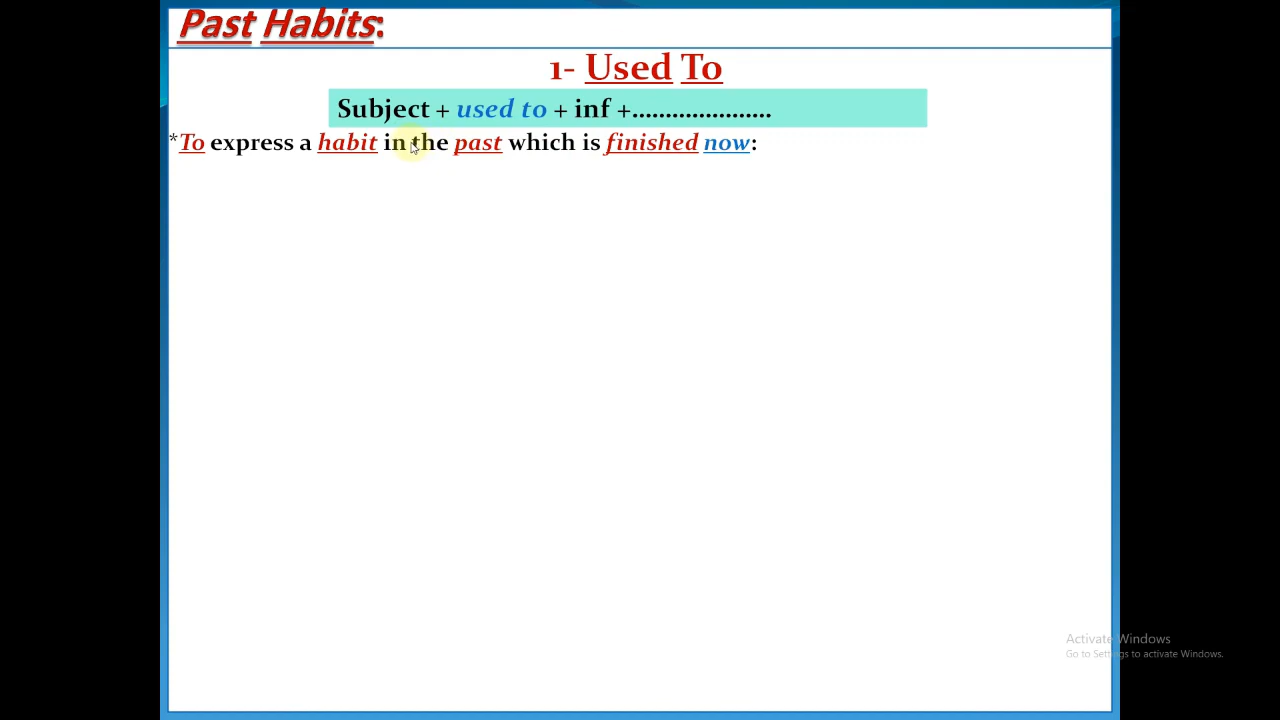 Past Habits:
1- Used To
Subject + used to + inf +.....................
*To express a habit in the past which is finished now:
Activate Windows
Go to Settings to activate Windows.